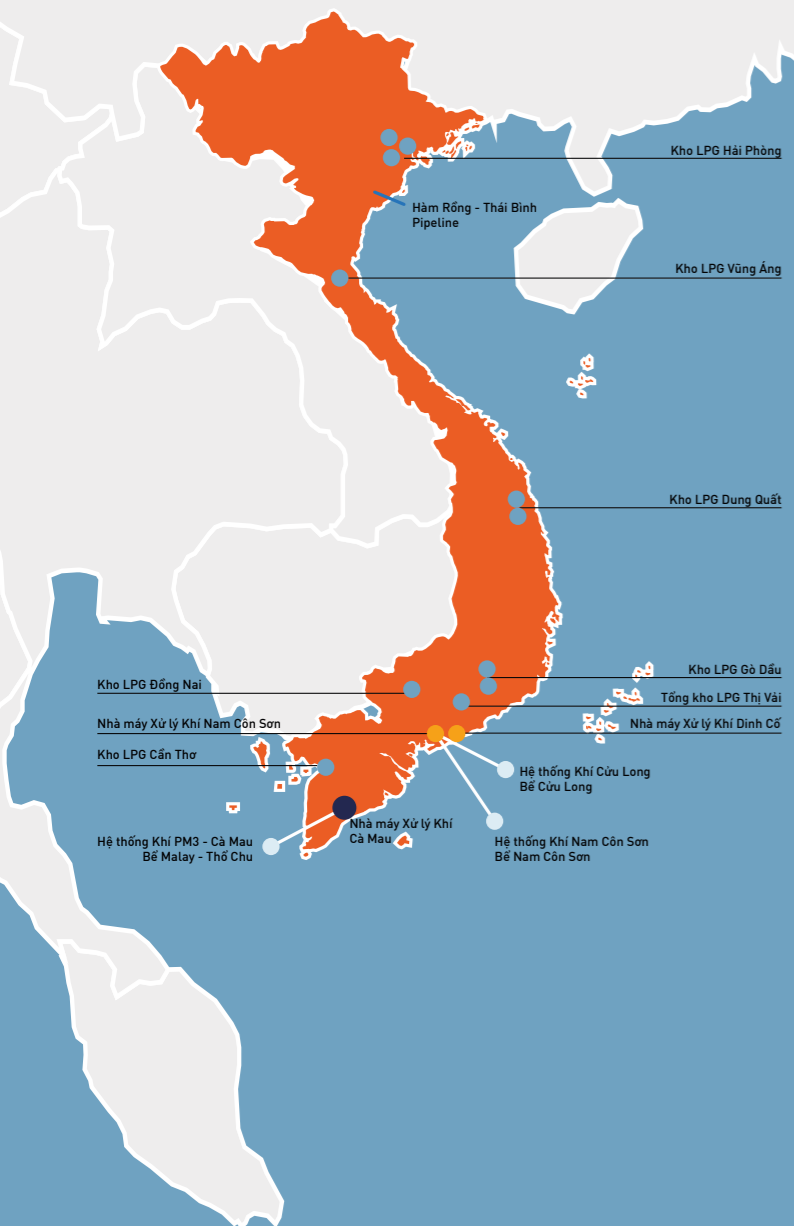 Kho LPG Hải Phòng
Hàm Rồng - Thái Bình
Pipeline
Kho LPG Vũng Áng
Kho LPG Dung Quất
Kho LPG Gò Dầu
Kho LPG Đồng Nai
Tổng kho LPG Thị Vải
Nhà máy Xử lý Khí Nam Côn Sơn
Nhà máy Xử lý Khí Dinh Cố
Kho LPG Cần Thơ
Hệ thống Khí Cửu Long
Bể Cửu Long
Nhà máy Xử lý Khí
Cà Mau
Hệ thống Khí PM3 - Cà Mau
Bể Malay - Thổ Chu
Hệ thống Khí Nam Côn Sơn
Bể Nam Côn Sơn